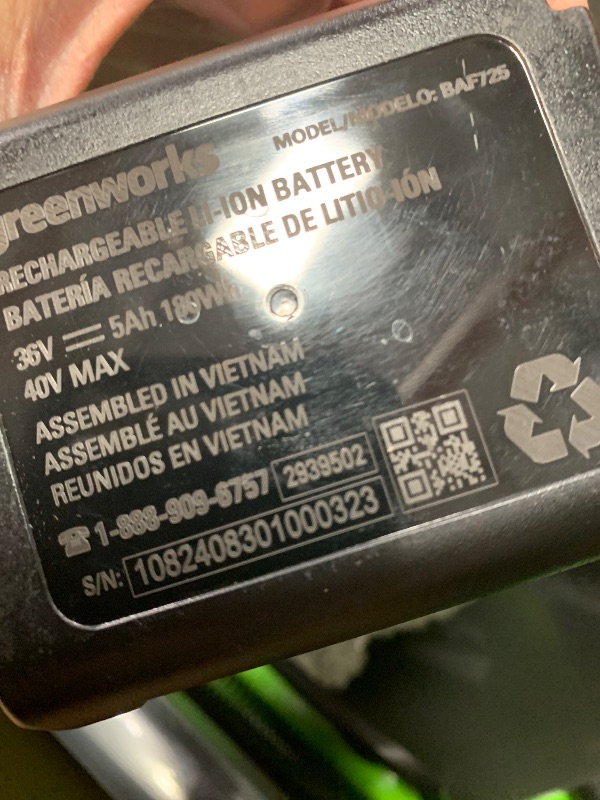 greenworks
MODEL/MODELO: BAF725
RECHARGEABLE LI-ION BATTERY
BATERÍA RECARGABLE DE LITIO-IÓN
36V ⎓ 5Ah 180Wh
40V MAX
ASSEMBLED IN VIETNAM
ASSEMBLÉ AU VIETNAM
REUNIDOS EN VIETNAM
☎ 1-888-909-6757 2939502
S/N: 1082408301000323